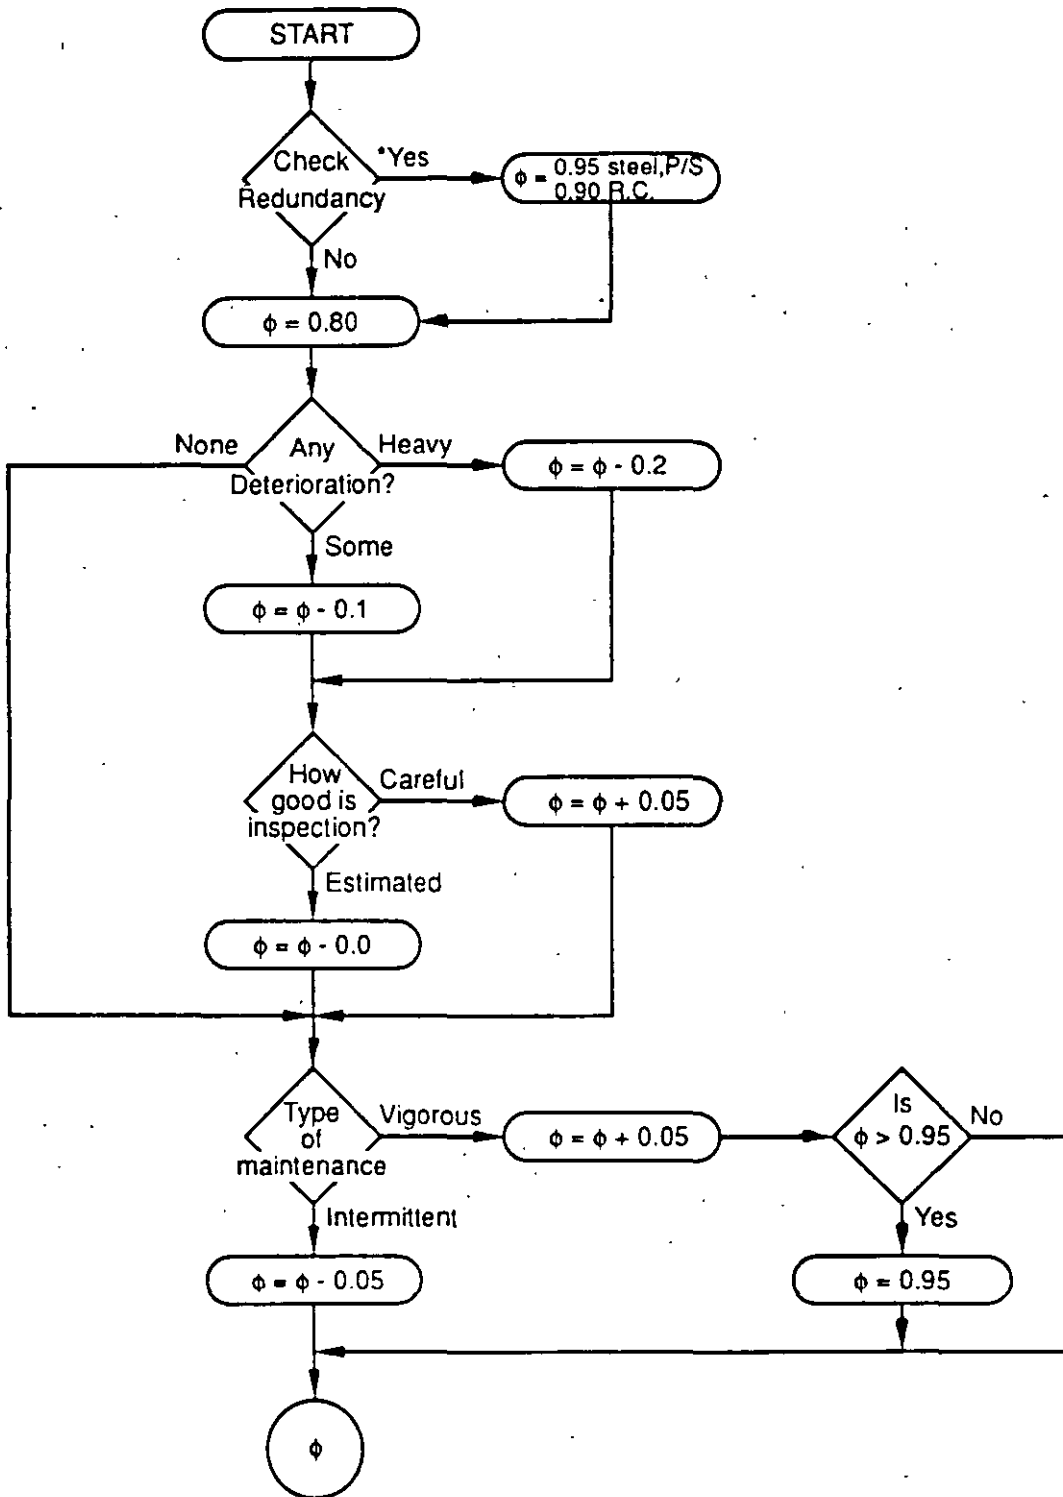 START
Check
Redundancy
*Yes
ϕ = 0.95 steel,P/S
0.90 R.C.
No
ϕ = 0.80
None
Any
Deterioration?
Heavy
ϕ = ϕ - 0.2
Some
ϕ = ϕ - 0.1
How
good is
inspection?
Careful
ϕ = ϕ + 0.05
Estimated
ϕ = ϕ - 0.0
Type
of
maintenance
Vigorous
ϕ = ϕ + 0.05
Is
ϕ > 0.95
No
Intermittent
Yes
ϕ = ϕ - 0.05
ϕ = 0.95
ϕ